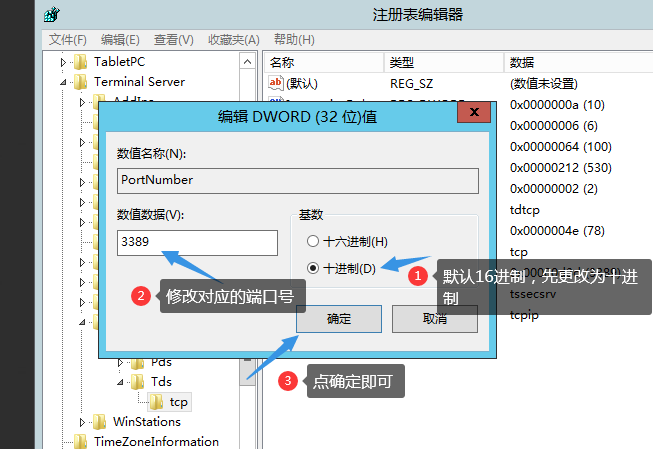 注册表编辑器
文件(F) 编辑(E) 查看(V) 收藏夹(A) 帮助(H)
TabletPC
Terminal Server
名称 类型 数据
(默认) REG_SZ (数值未设置)
0x0000000a (10)
0x00000006 (6)
0x00000064 (100)
0x00000212 (530)
0x00000002 (2)
tdtcp
0x0000004e (78)
tcp
tssecsrv
tcpip
编辑 DWORD (32 位)值
x
数值名称(N):
PortNumber
数值数据(V):
3389
基数
十六进制(H)
十进制(D)
1 默认16进制，先更改为十进
制
2 修改对应的端口号
确定 取消
3 点确定即可
Pds
Tds
tcp
WinStations
TimeZoneInformation